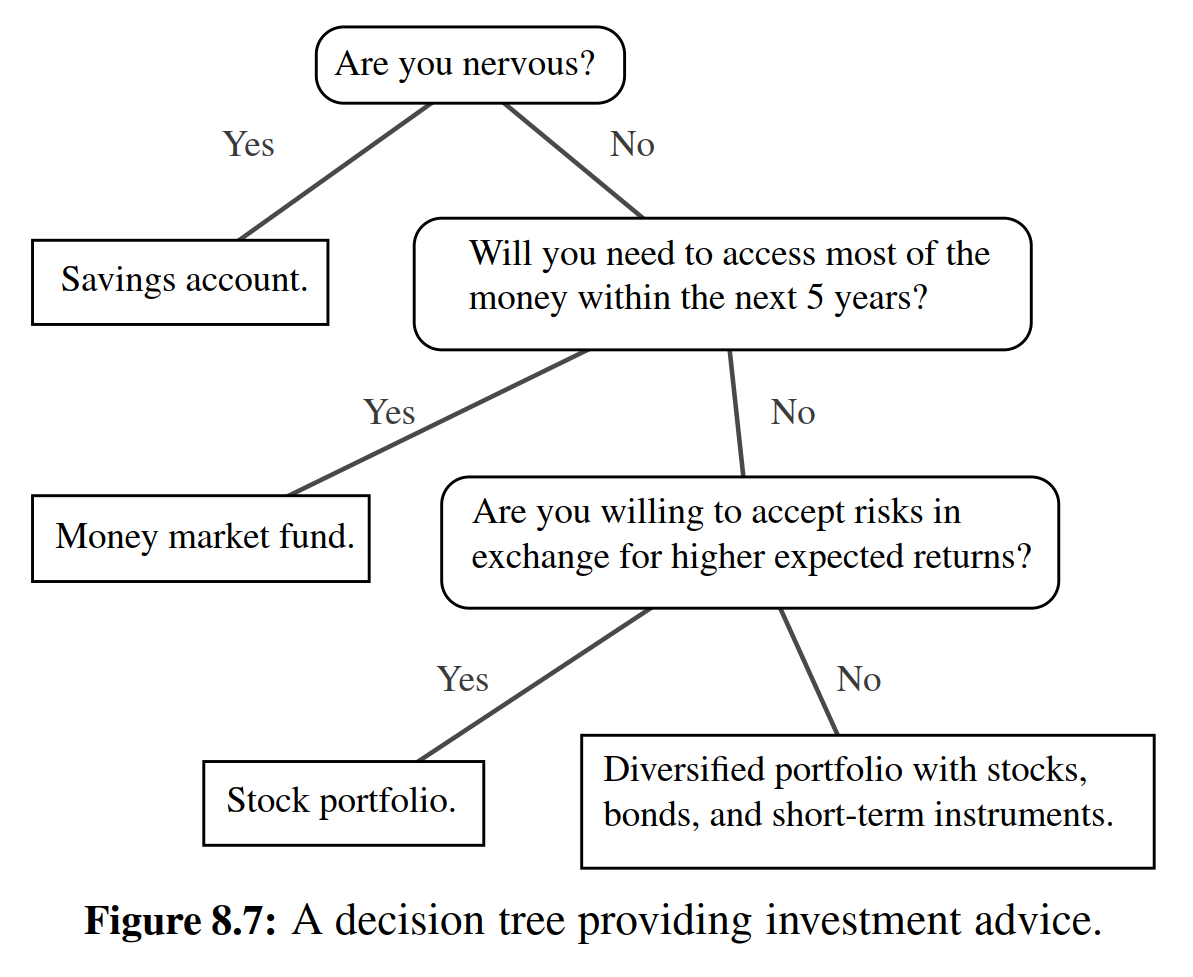 Are you nervous?
Yes
No
Savings account.
Will you need to access most of the
money within the next 5 years?
Yes
No
Money market fund.
Are you willing to accept risks in
exchange for higher expected returns?
Yes
No
Stock portfolio.
Diversified portfolio with stocks,
bonds, and short-term instruments.
Figure 8.7: A decision tree providing investment advice.